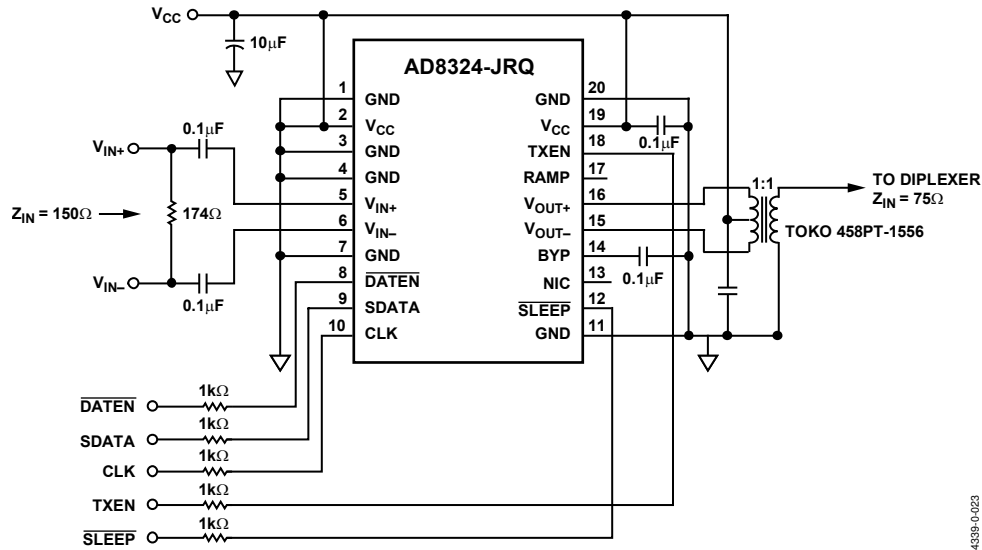 VCC
10µF
AD8324-JRQ
1 GND
2 VCC
3 GND
4 GND
5 VIN+
6 VIN–
7 GND
8 DATEN
9 SDATA
10 CLK
GND 20
VCC 19
TXEN 18
RAMP 17
VOUT+ 16
VOUT– 15
BYP 14
NIC 13
SLEEP 12
GND 11
VIN+
0.1µF
ZIN = 150Ω
174Ω
VIN–
0.1µF
0.1µF
0.1µF
1:1
TO DIPLEXER
ZIN = 75Ω
TOKO 458PT-1556
DATEN
1kΩ
SDATA
1kΩ
CLK
1kΩ
TXEN
1kΩ
SLEEP
1kΩ
4339-0-023